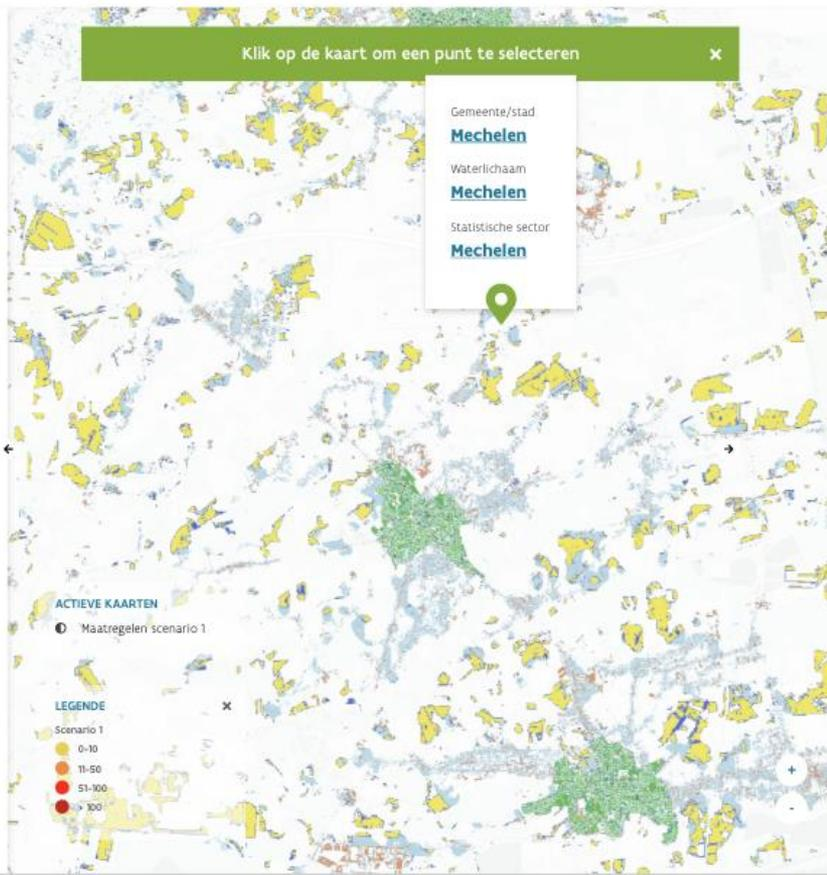 Klik op de kaart om een punt te selecteren ×
Gemeente/stad
Mechelen
Waterlichaam
Mechelen
Statistische sector
Mechelen
ACTIEVE KAARTEN
Maatregelen scenario 1
LEGENDE ×
Scenario 1
0-10
11-50
51-100
> 100
+
-